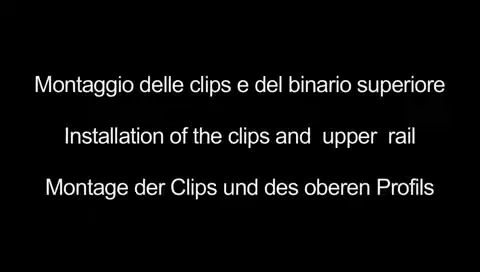 Montaggio delle clips e del binario superiore
Installation of the clips and  upper  rail
Montage der Clips und des oberen Profils